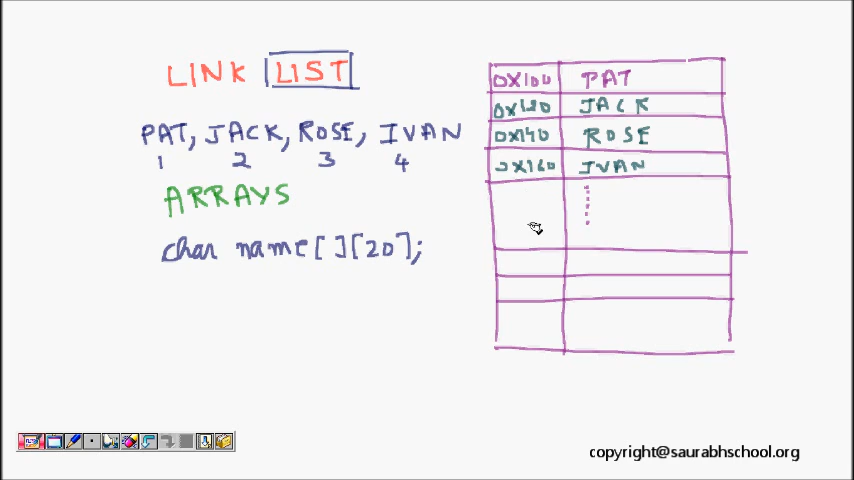 LINK LIST
PAT, JACK, ROSE, IVAN
1 2 3 4
ARRAYS
char name[][20];
0X100 PAT
0X120 JACK
0X140 ROSE
0X160 IVAN
copyright@saurabhschool.org